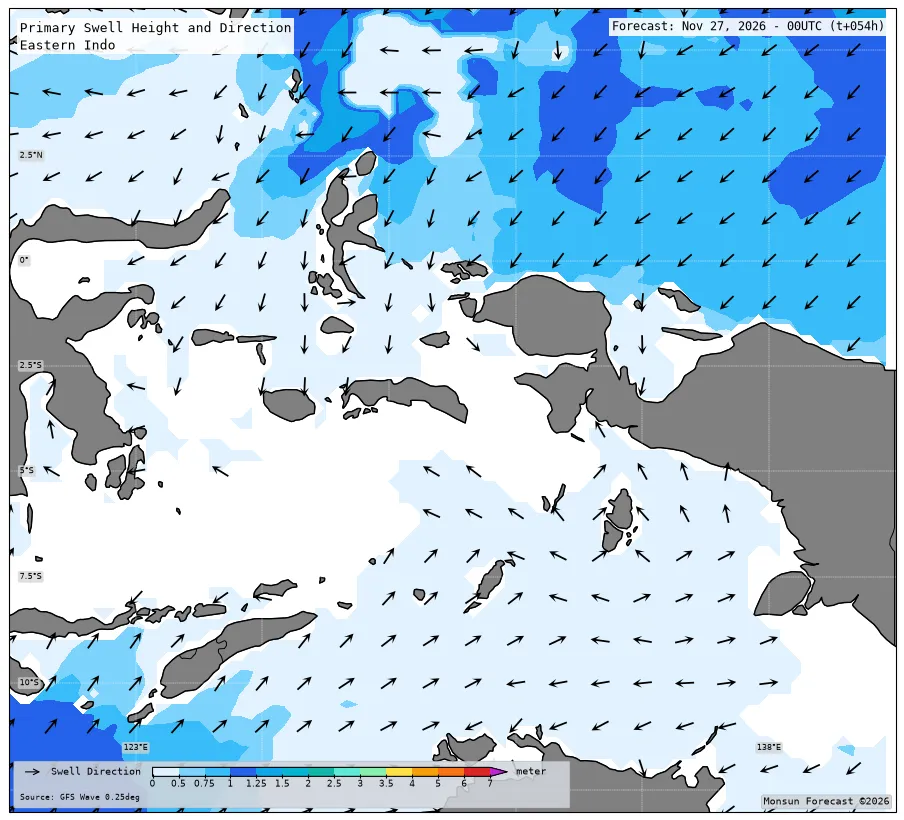 Primary Swell Height and Direction
Eastern Indo
Forecast: Nov 27, 2026 - 00UTC (t+054h)
2.5°N
0°
2.5°S
5°S
7.5°S
10°S
123°E
138°E
Swell Direction
meter
0 0.5 0.75 1 1.25 1.5 2 2.5 3 3.5 4 5 6 7
Source: GFS Wave 0.25deg
Monsun Forecast ©2026